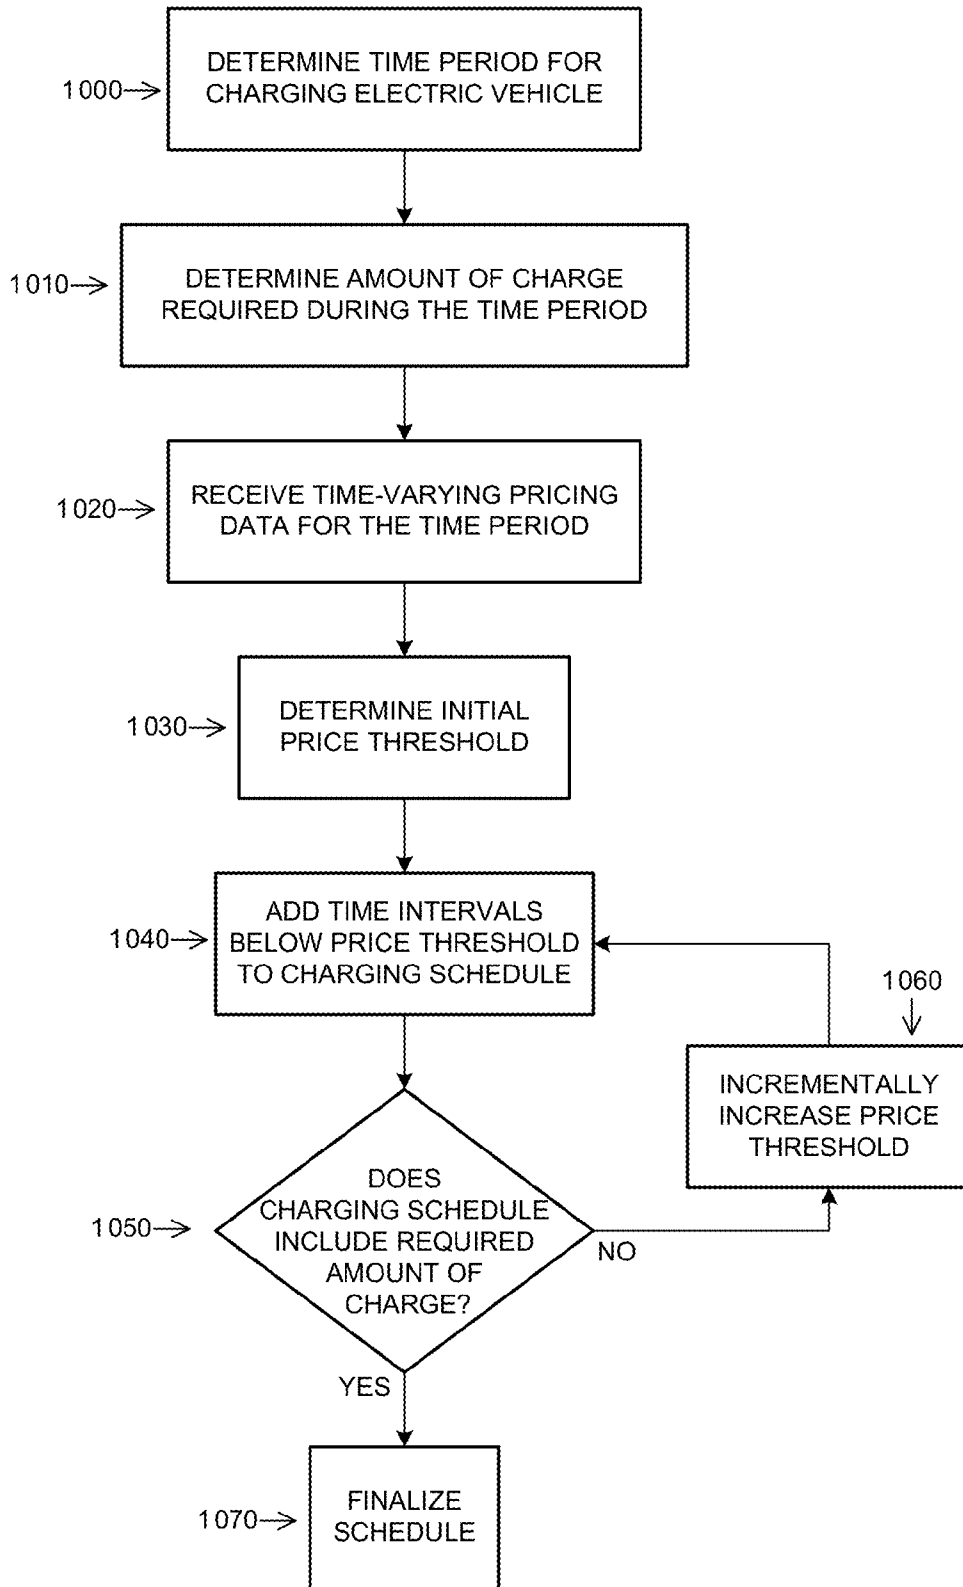 DETERMINE TIME PERIOD FOR
CHARGING ELECTRIC VEHICLE
1000
DETERMINE AMOUNT OF CHARGE
REQUIRED DURING THE TIME PERIOD
1010
RECEIVE TIME-VARYING PRICING
DATA FOR THE TIME PERIOD
1020
DETERMINE INITIAL
PRICE THRESHOLD
1030
ADD TIME INTERVALS
BELOW PRICE THRESHOLD
TO CHARGING SCHEDULE
1040
1060
INCREMENTALLY
INCREASE PRICE
THRESHOLD
DOES
CHARGING SCHEDULE
INCLUDE REQUIRED
AMOUNT OF
CHARGE?
1050
NO
YES
FINALIZE
SCHEDULE
1070